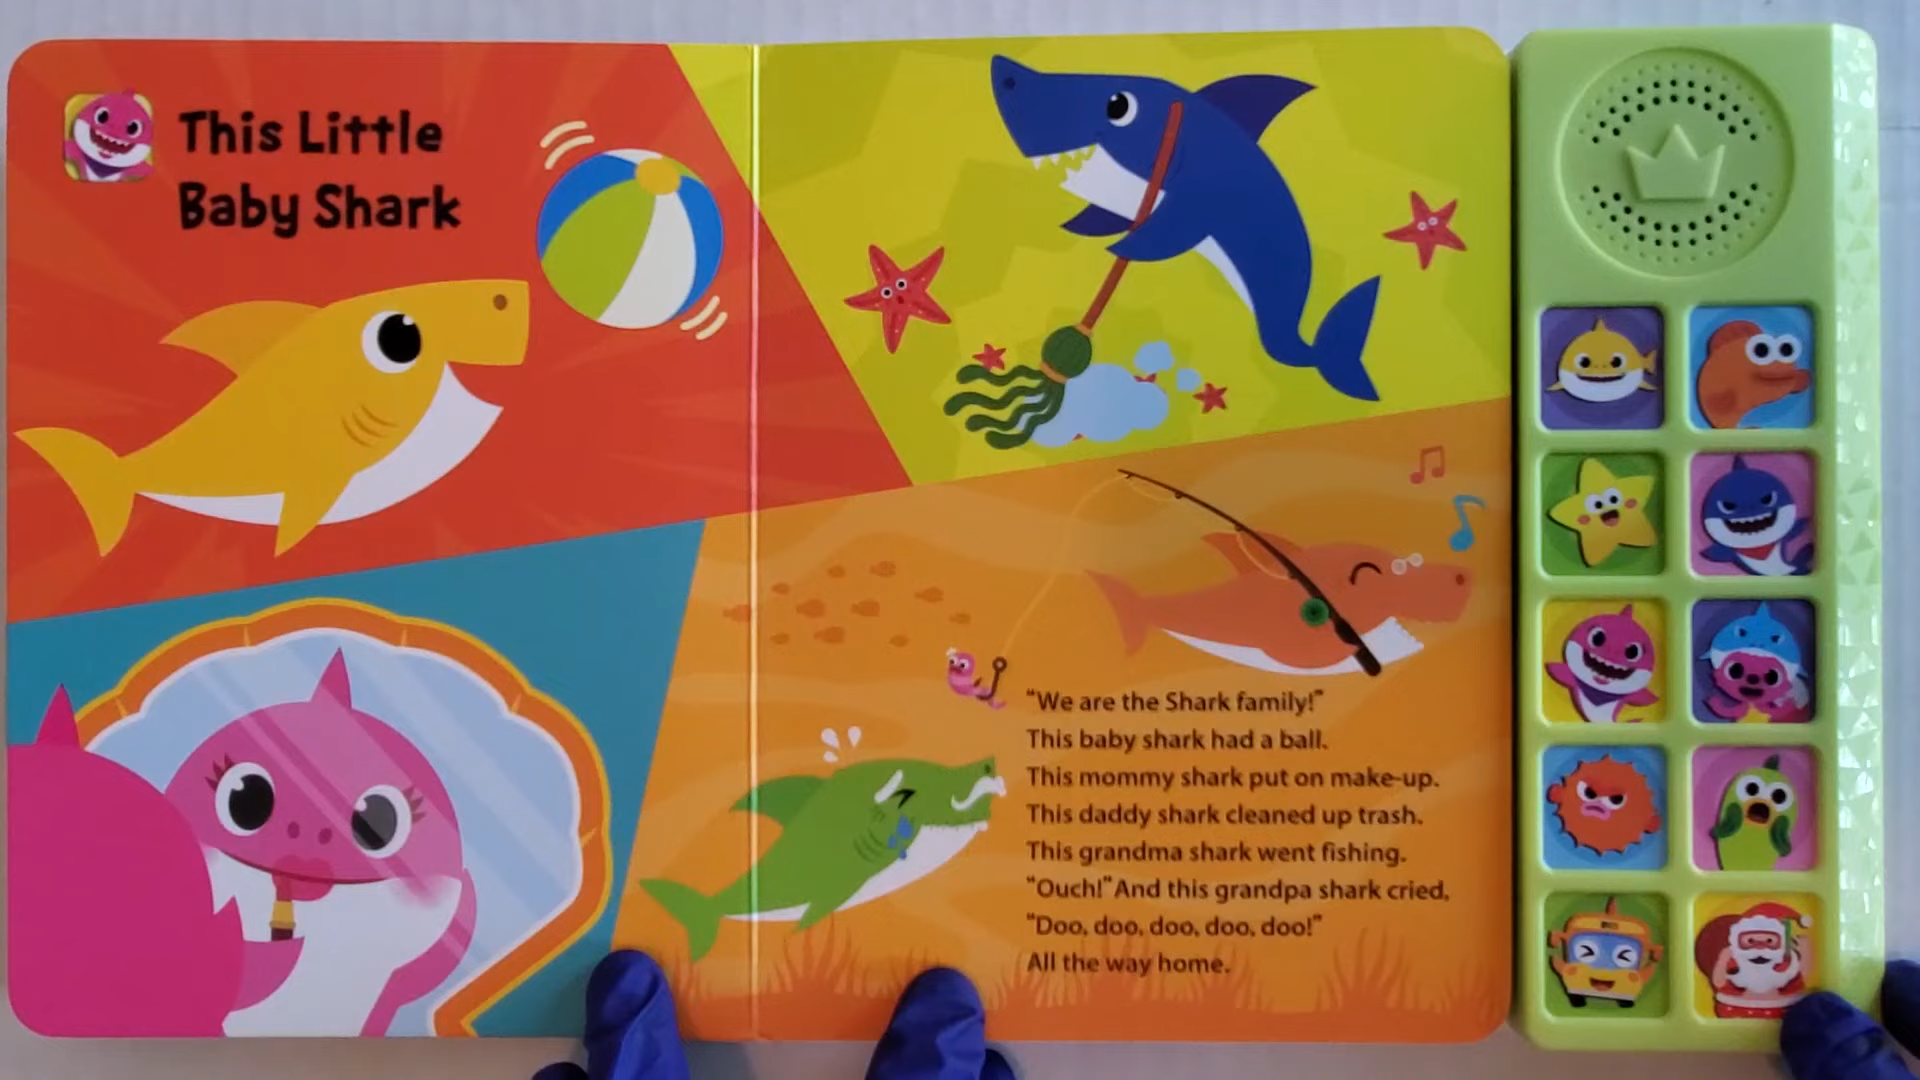 This Little
Baby Shark
"We are the Shark family!"
This baby shark had a ball.
This mommy shark put on make-up.
This daddy shark cleaned up trash.
This grandma shark went fishing.
"Ouch!" And this grandpa shark cried,
"Doo, doo, doo, doo, doo!"
All the way home.
BUS